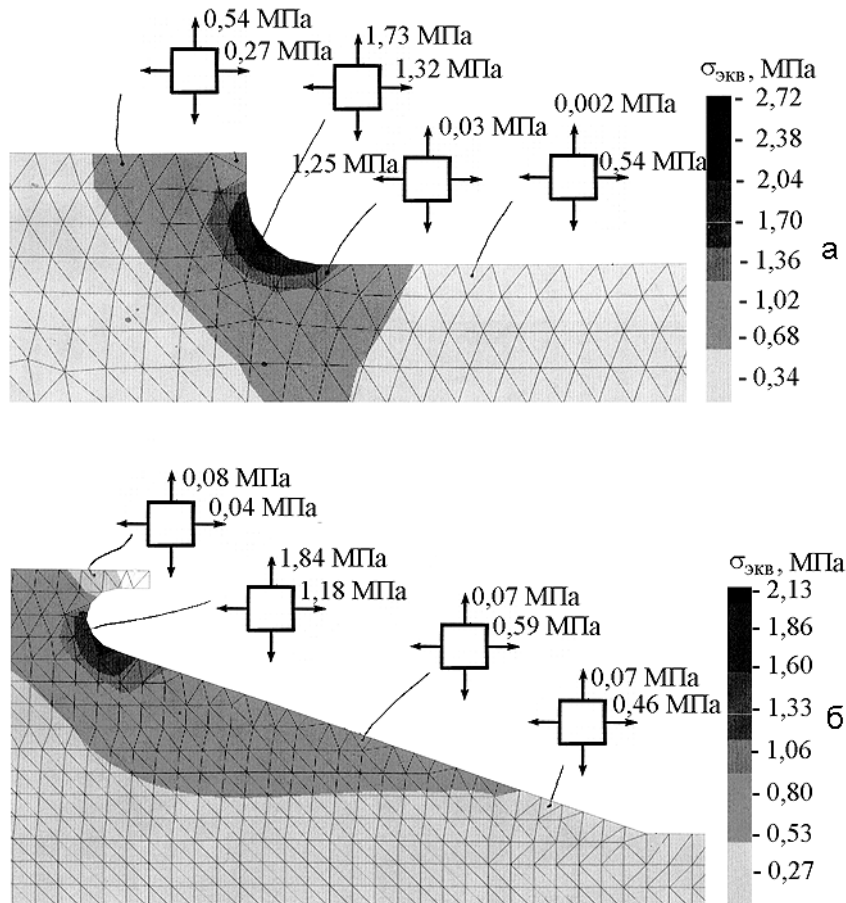 0,54 МПа
0,27 МПа
1,73 МПа
1,32 МПа
0,03 МПа
1,25 МПа
0,002 МПа
0,54 МПа
σэкв, МПа
2,72
2,38
2,04
1,70
1,36
1,02
0,68
0,34
а
0,08 МПа
0,04 МПа
1,84 МПа
1,18 МПа
0,07 МПа
0,59 МПа
0,07 МПа
0,46 МПа
σэкв, МПа
2,13
1,86
1,60
1,33
1,06
0,80
0,53
0,27
б